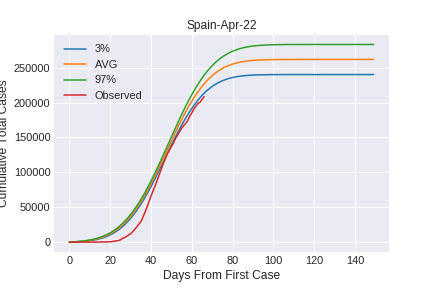 Spain-Apr-22
3%
AVG
97%
Observed
Cumulative Total Cases
250000
200000
150000
100000
50000
0
0 20 40 60 80 100 120 140
Days From First Case